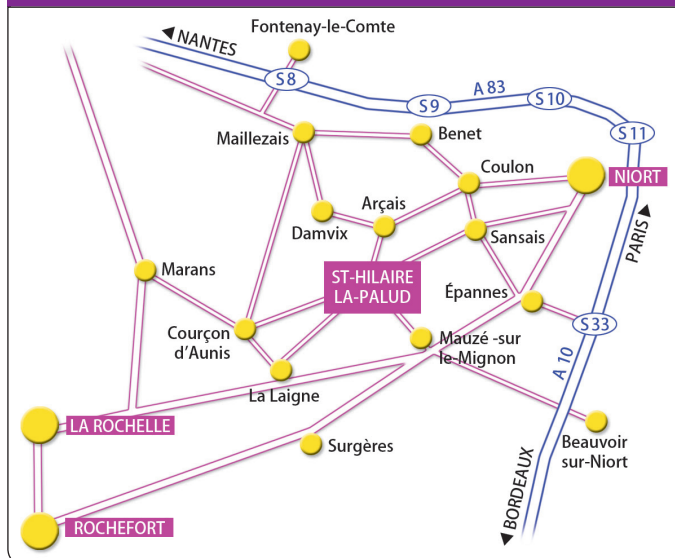 Fontenay-le-Comte
◄NANTES
S8
A 83
S9
S10
S11
Maillezais
Benet
Coulon
NIORT
Arçais
Damvix
Sansais
PARIS►
Marans
ST-HILAIRE
LA-PALUD
Épannes
S33
Courçon
d'Aunis
Mauzé -sur
le-Mignon
A 10
La Laigne
LA ROCHELLE
Surgères
Beauvoir
sur-Niort
◄BORDEAUX
ROCHEFORT